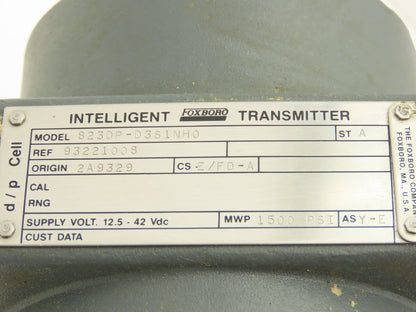 INTELLIGENT FOXBORO TRANSMITTER
MODEL 823DP-D3S1NH0 ST A
REF 93221008
ORIGIN 2A9329 CS E/FD-A
CAL
RNG
SUPPLY VOLT. 12.5 - 42 Vdc MWP 1500 PSI AS Y-E
CUST DATA
d / p Cell
THE FOXBORO COMPANY
FOXBORO, MA., U.S.A.